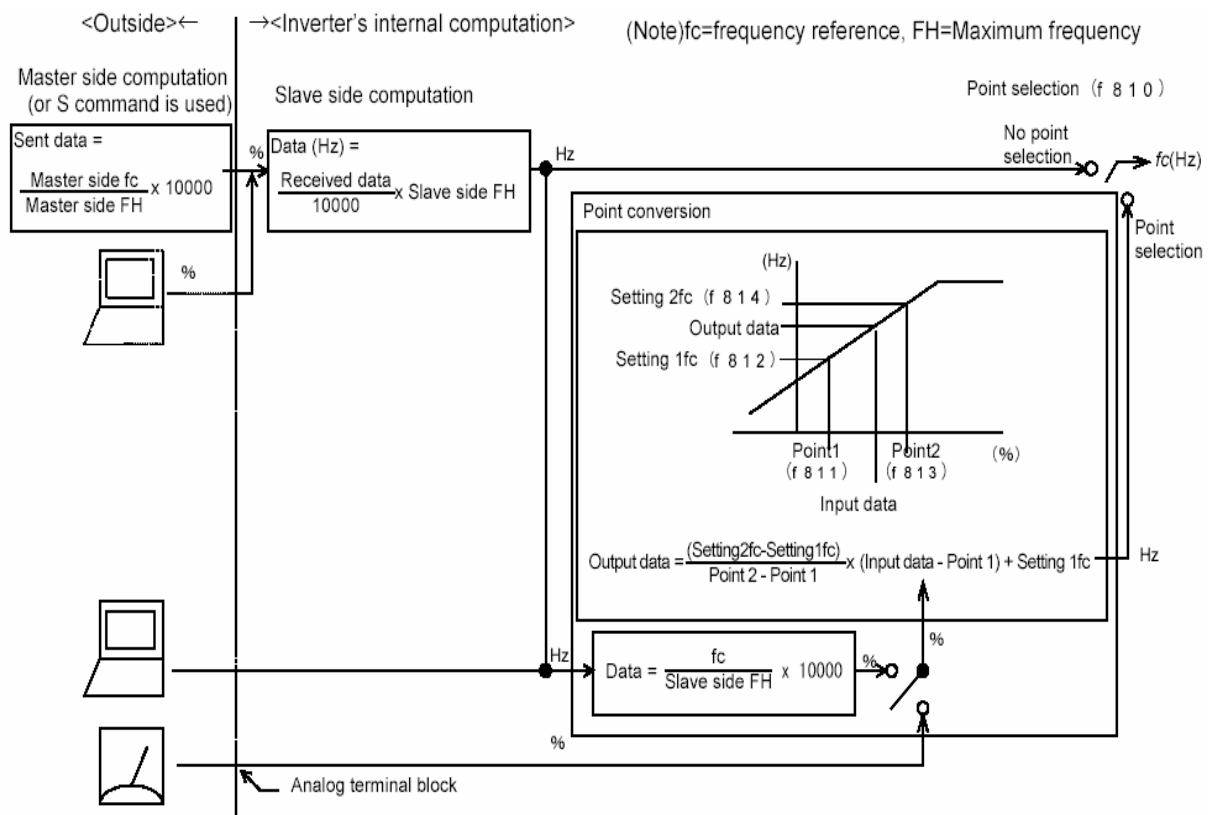 <Outside>←
→<Inverter's internal computation>
(Note)fc=frequency reference, FH=Maximum frequency
Master side computation
(or S command is used)
Slave side computation
Point selection (f 8 1 0)
Sent data =
Master side fc
Master side FH
x 10000
%
Data (Hz) =
Received data
10000
x Slave side FH
Hz
No point
selection
fc(Hz)
Point
selection
%
Point conversion
(Hz)
Setting 2fc (f 8 1 4)
Output data
Setting 1fc (f 8 1 2)
Point1
(f 8 1 1)
Point2
(f 8 1 3)
(%)
Input data
Output data = (Setting2fc-Setting1fc)
Point 2 - Point 1
x (Input data - Point 1) + Setting 1fc
Hz
%
Hz
Data = fc
Slave side FH
x 10000
%
%
Analog terminal block